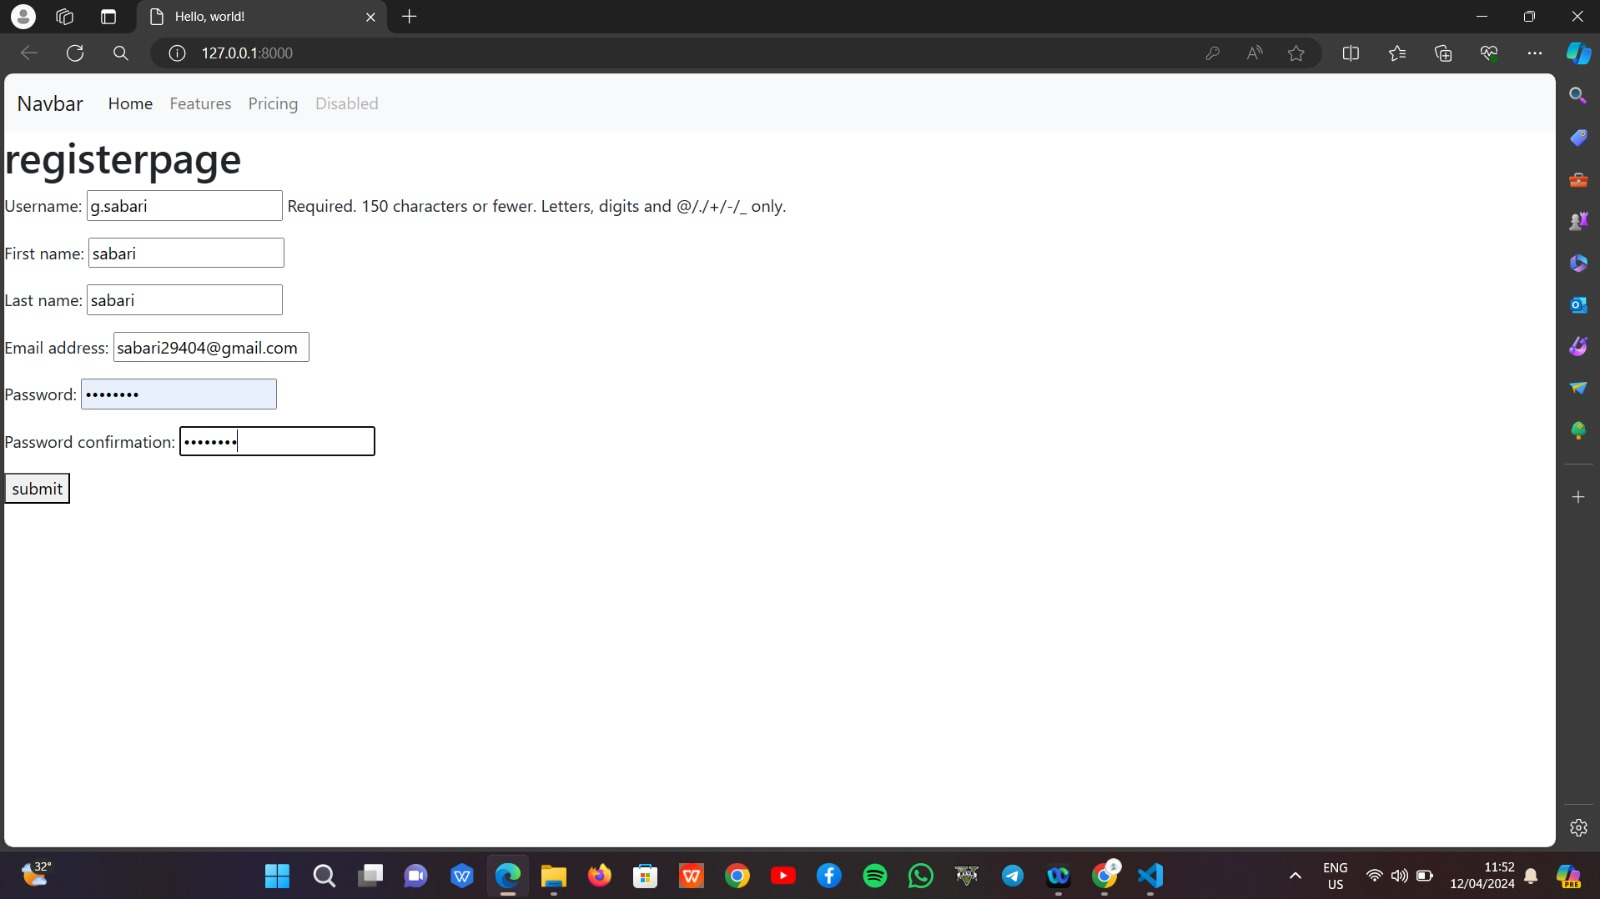 Hello, world!
127.0.0.1:8000
Navbar Home Features Pricing Disabled
registerpage
Username: g.sabari Required. 150 characters or fewer. Letters, digits and @/./+/-/_ only.
First name: sabari
Last name: sabari
Email address: sabari29404@gmail.com
Password: ••••••••
Password confirmation: ••••••••
submit
32°
ENG
US
11:52
12/04/2024
PRE